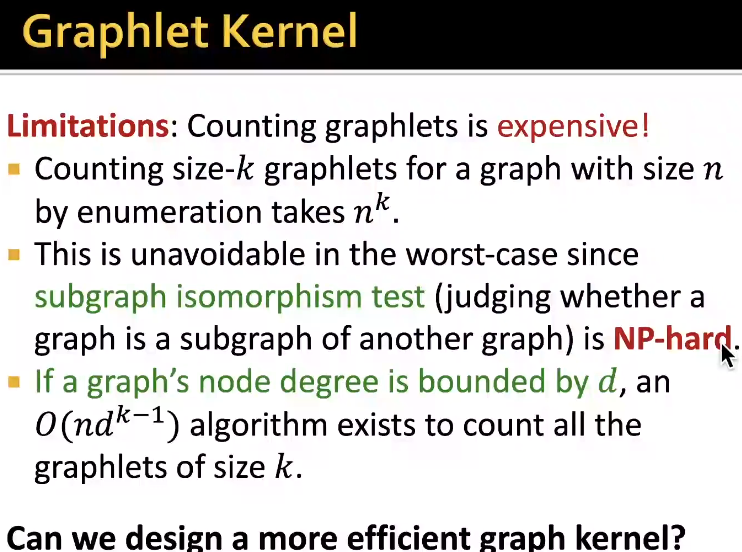 Graphlet Kernel
Limitations: Counting graphlets is expensive!
▪ Counting size-k graphlets for a graph with size n
by enumeration takes nᵏ.
▪ This is unavoidable in the worst-case since
subgraph isomorphism test (judging whether a
graph is a subgraph of another graph) is NP-hard.
▪ If a graph's node degree is bounded by d, an
O(ndᵏ⁻¹) algorithm exists to count all the
graphlets of size k.
Can we design a more efficient graph kernel?